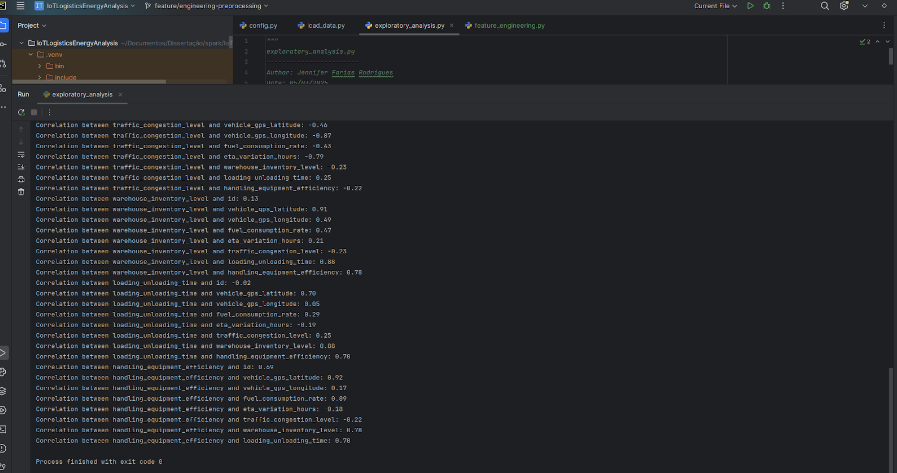 IT IoTLogisticsEnergyAnalysis feature/engineering-preprocessing Current File
Project config.py load_data.py exploratory_analysis.py feature_engineering.py
IoTLogisticsEnergyAnalysis ~/Documentos/Dissertação/spark/
.venv
bin
include
1 """
2 exploratory_analysis.py
3
4 Author: Jennifer Farias Rodrigues
2
Run exploratory_analysis
Correlation between traffic_congestion_level and vehicle_gps_latitude: -0.46
Correlation between traffic_congestion_level and vehicle_gps_longitude: -0.87
Correlation between traffic_congestion_level and fuel_consumption_rate: -0.43
Correlation between traffic_congestion_level and eta_variation_hours: -0.79
Correlation between traffic_congestion_level and warehouse_inventory_level: 0.23
Correlation between traffic_congestion_level and loading_unloading_time: 0.25
Correlation between traffic_congestion_level and handling_equipment_efficiency: -0.22
Correlation between warehouse_inventory_level and id: 0.13
Correlation between warehouse_inventory_level and vehicle_gps_latitude: 0.91
Correlation between warehouse_inventory_level and vehicle_gps_longitude: 0.49
Correlation between warehouse_inventory_level and fuel_consumption_rate: 0.47
Correlation between warehouse_inventory_level and eta_variation_hours: 0.21
Correlation between warehouse_inventory_level and traffic_congestion_level: -0.23
Correlation between warehouse_inventory_level and loading_unloading_time: 0.88
Correlation between warehouse_inventory_level and handling_equipment_efficiency: 0.78
Correlation between loading_unloading_time and id: -0.02
Correlation between loading_unloading_time and vehicle_gps_latitude: 0.70
Correlation between loading_unloading_time and vehicle_gps_longitude: 0.05
Correlation between loading_unloading_time and fuel_consumption_rate: 0.29
Correlation between loading_unloading_time and eta_variation_hours: -0.19
Correlation between loading_unloading_time and traffic_congestion_level: 0.25
Correlation between loading_unloading_time and warehouse_inventory_level: 0.88
Correlation between loading_unloading_time and handling_equipment_efficiency: 0.70
Correlation between handling_equipment_efficiency and id: 0.69
Correlation between handling_equipment_efficiency and vehicle_gps_latitude: 0.92
Correlation between handling_equipment_efficiency and vehicle_gps_longitude: 0.17
Correlation between handling_equipment_efficiency and fuel_consumption_rate: 0.09
Correlation between handling_equipment_efficiency and eta_variation_hours: 0.18
Correlation between handling_equipment_efficiency and traffic_congestion_level: -0.22
Correlation between handling_equipment_efficiency and warehouse_inventory_level: 0.78
Correlation between handling_equipment_efficiency and loading_unloading_time: 0.70
Process finished with exit code 0